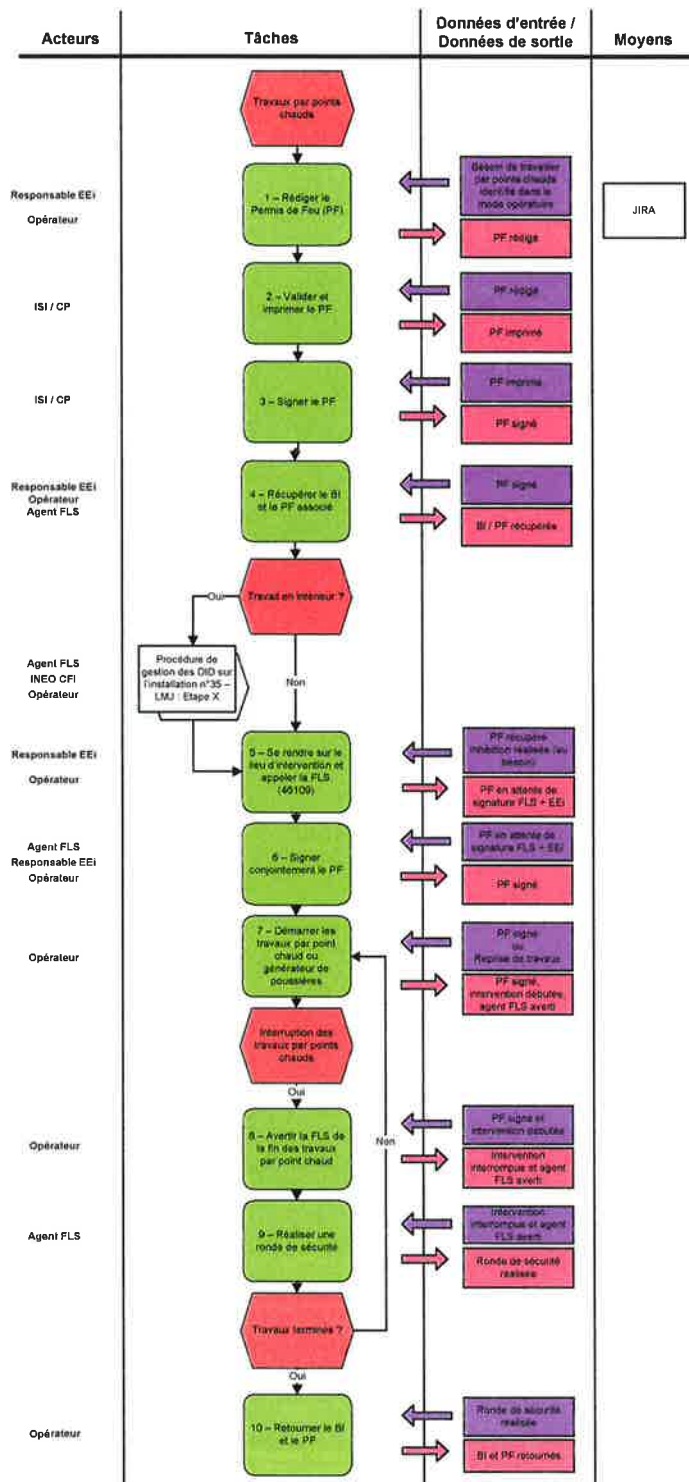 Acteurs
Tâches
Données d'entrée /
Données de sortie
Moyens
Travaux par points
chauds
Responsable EEi
Opérateur
1 – Rédiger le
Permis de Feu (PF)
Besoin de travailler
par points chauds
identifié dans le
mode opératoire
PF rédigé
JIRA
ISI / CP
2 – Valider et
imprimer le PF
PF rédigé
PF imprimé
ISI / CP
3 – Signer le PF
PF imprimé
PF signé
Responsable EEi
Opérateur
Agent FLS
4 – Récupérer le BI
et le PF associé
PF signé
BI / PF récupérés
Travail en intérieur ?
Oui
Non
Agent FLS
INEO CFI
Opérateur
Procédure de
gestion des DID sur
l'installation n°35 –
LMJ : Etape X
Responsable EEi
Opérateur
5 – Se rendre sur le
lieu d'intervention et
appeler la FLS
(46109)
PF récupéré
Inhibition réalisée (au
besoin)
PF en attente de
signature FLS + EEi
Agent FLS
Responsable EEi
Opérateur
6 – Signer
conjointement le PF
PF en attente de
signature FLS + EEi
PF signé
Opérateur
7 – Démarrer les
travaux par point
chaud ou
générateur de
poussières
PF signé
ou
Reprise de travaux
PF signé,
intervention débutée,
agent FLS averti
Interruption des
travaux par points
chauds
Oui
Non
Opérateur
8 – Avertir la FLS de
la fin des travaux
par point chaud
PF signé et
intervention débutée
Intervention
interrompus et agent
FLS averti
Agent FLS
9 – Réaliser une
ronde de sécurité
Intervention
interrompus et agent
FLS averti
Ronde de sécurité
réalisée
Travaux terminés ?
Oui
Opérateur
10 – Retourner le BI
et le PF
Ronde de sécurité
réalisée
BI et PF retournés